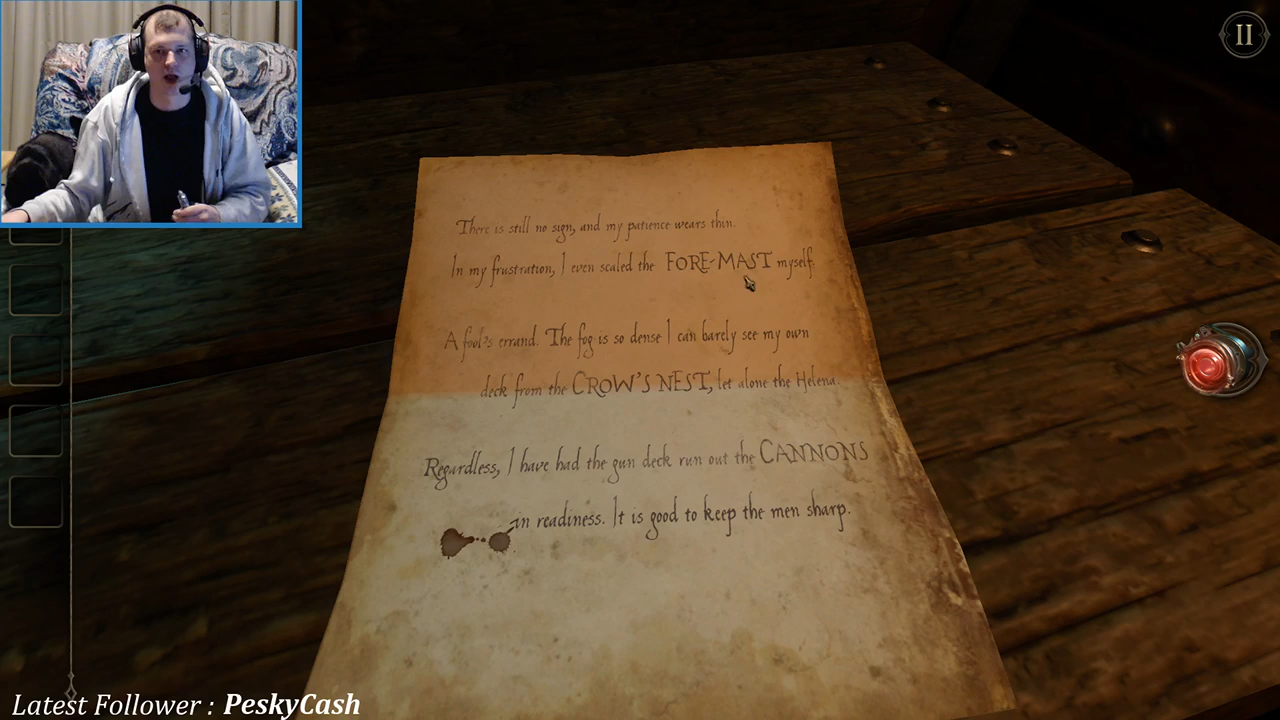 II
There is still no sign, and my patience wears thin.
In my frustration, I even scaled the FORE-MAST myself.
A fool's errand. The fog is so dense I can barely see my own
deck from the CROW'S NEST, let alone the Helena.
Regardless, I have had the gun deck run out the CANNONS
in readiness. It is good to keep the men sharp.
Latest Follower : PeskyCash